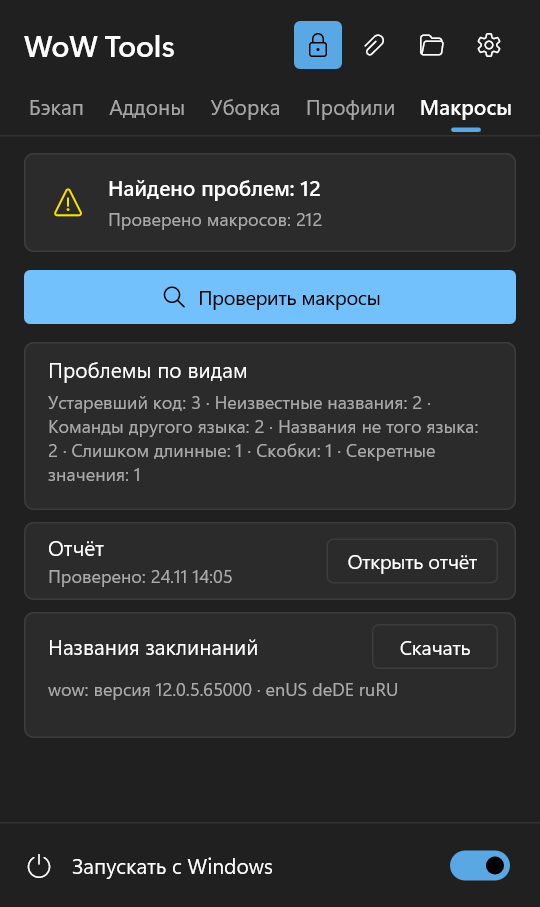 WoW Tools
Бэкап Аддоны Уборка Профили Макросы
Найдено проблем: 12
Проверено макросов: 212
Проверить макросы
Проблемы по видам
Устаревший код: 3 · Неизвестные названия: 2 ·
Команды другого языка: 2 · Названия не того языка:
2 · Слишком длинные: 1 · Скобки: 1 · Секретные
значения: 1
Отчёт
Проверено: 24.11 14:05
Открыть отчёт
Названия заклинаний
Скачать
wow: версия 12.0.5.65000 · enUS deDE ruRU
Запускать с Windows